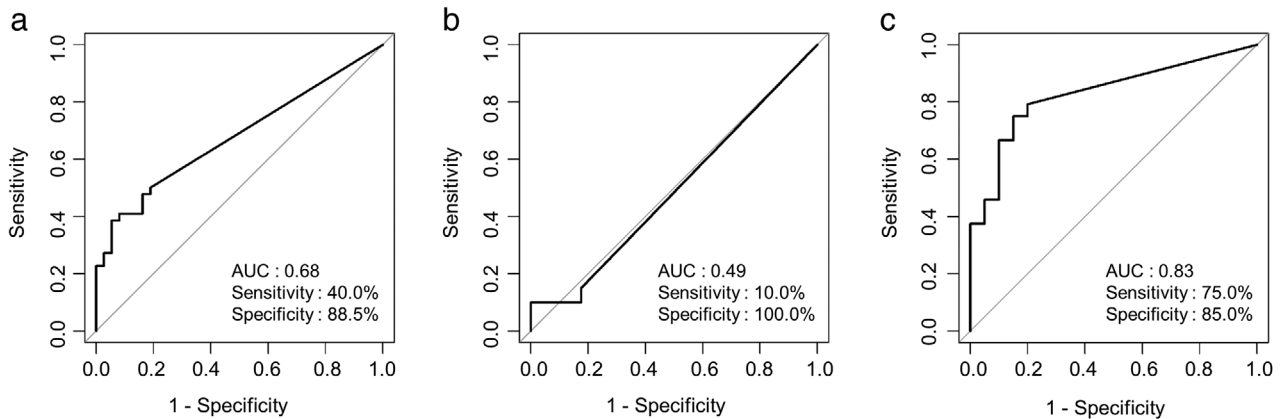 a
Sensitivity
0.0 0.2 0.4 0.6 0.8 1.0
AUC : 0.68
Sensitivity : 40.0%
Specificity : 88.5%
0.0 0.2 0.4 0.6 0.8 1.0
1 - Specificity
b
Sensitivity
0.0 0.2 0.4 0.6 0.8 1.0
AUC : 0.49
Sensitivity : 10.0%
Specificity : 100.0%
0.0 0.2 0.4 0.6 0.8 1.0
1 - Specificity
c
Sensitivity
0.0 0.2 0.4 0.6 0.8 1.0
AUC : 0.83
Sensitivity : 75.0%
Specificity : 85.0%
0.0 0.2 0.4 0.6 0.8 1.0
1 - Specificity